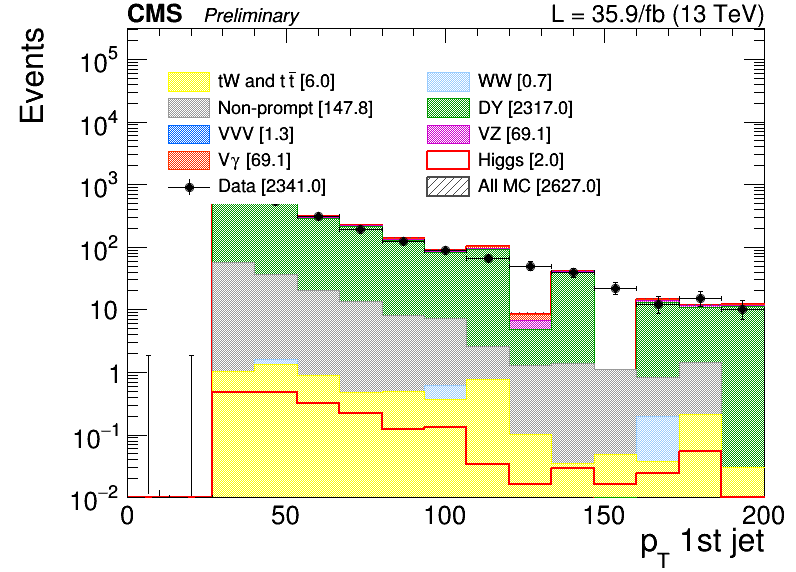 CMS Preliminary L = 35.9/fb (13 TeV)
Events
10^5
10^4
10^3
10^2
10
1
10^−1
10^−2
tW and t t̄ [6.0] WW [0.7]
Non-prompt [147.8] DY [2317.0]
VVV [1.3] VZ [69.1]
Vγ [69.1] Higgs [2.0]
Data [2341.0] All MC [2627.0]
0 50 100 150 200
p_T 1st jet